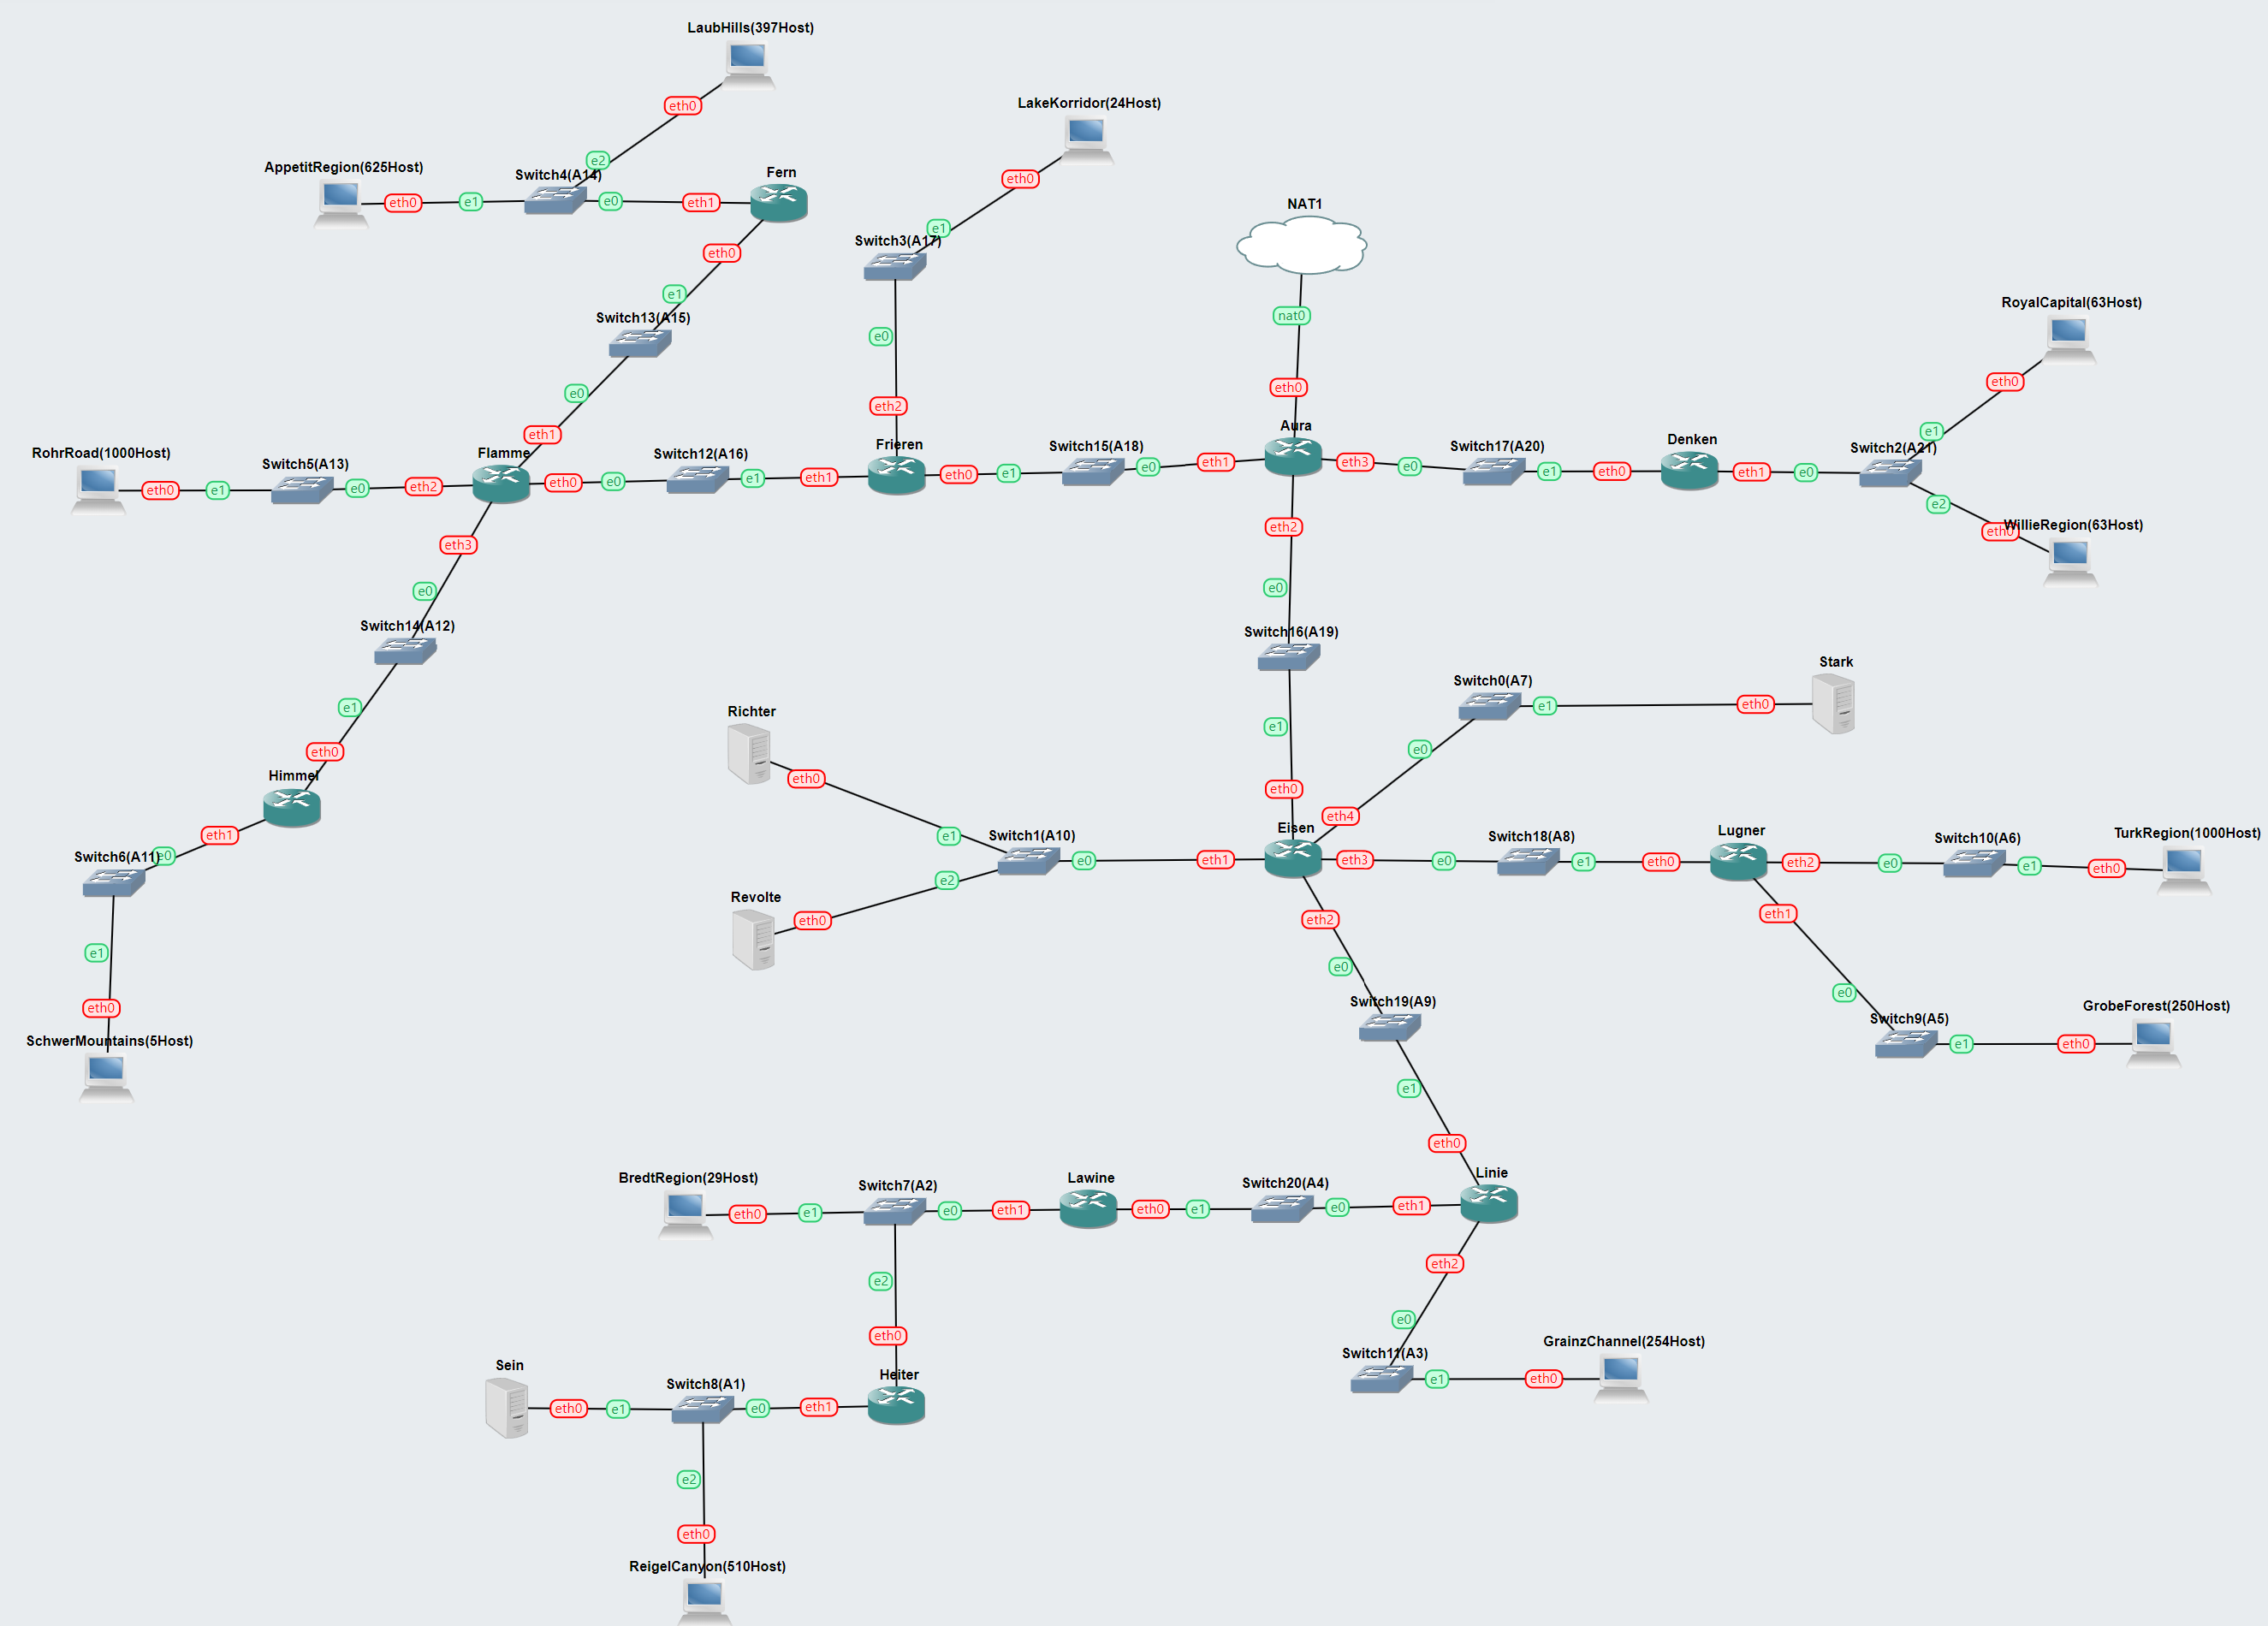 LaubHills(397Host)
eth0
e2
LakeKorridor(24Host)
eth0
e1
AppetitRegion(625Host)
eth0
e1
Switch4(A14)
e0
eth1
Fern
eth0
e1
Switch13(A15)
e0
eth1
Switch3(A17)
e0
eth2
NAT1
nat0
eth0
Aura
RoyalCapital(63Host)
eth0
e1
RohrRoad(1000Host)
eth0
e1
Switch5(A13)
e0
eth2
Flamme
eth0
e0
Switch12(A16)
e1
eth1
Frieren
eth0
e1
Switch15(A18)
e0
eth1
eth3
e0
Switch17(A20)
e1
eth0
Denken
eth1
e0
Switch2(A21)
e2
eth0
WillieRegion(63Host)
eth3
e0
Switch14(A12)
e1
eth0
Himmel
eth1
e0
Switch6(A11)
e1
eth0
SchwerMountains(5Host)
eth2
e0
Switch16(A19)
e1
eth0
Eisen
eth4
e0
Switch0(A7)
e1
eth0
Stark
Richter
eth0
e1
Switch1(A10)
e0
eth1
Revolte
eth0
e2
eth3
e0
Switch18(A8)
e1
eth0
Lugner
eth2
e0
Switch10(A6)
e1
eth0
TurkRegion(1000Host)
eth1
e0
Switch9(A5)
e1
eth0
GrobeForest(250Host)
eth2
e0
Switch19(A9)
e1
eth0
Linie
BredtRegion(29Host)
eth0
e1
Switch7(A2)
e0
eth1
Lawine
eth0
e1
Switch20(A4)
e0
eth1
eth2
e0
Switch11(A3)
e1
eth0
GrainzChannel(254Host)
e2
eth0
Heiter
Sein
eth0
e1
Switch8(A1)
e0
eth1
e2
eth0
ReigelCanyon(510Host)